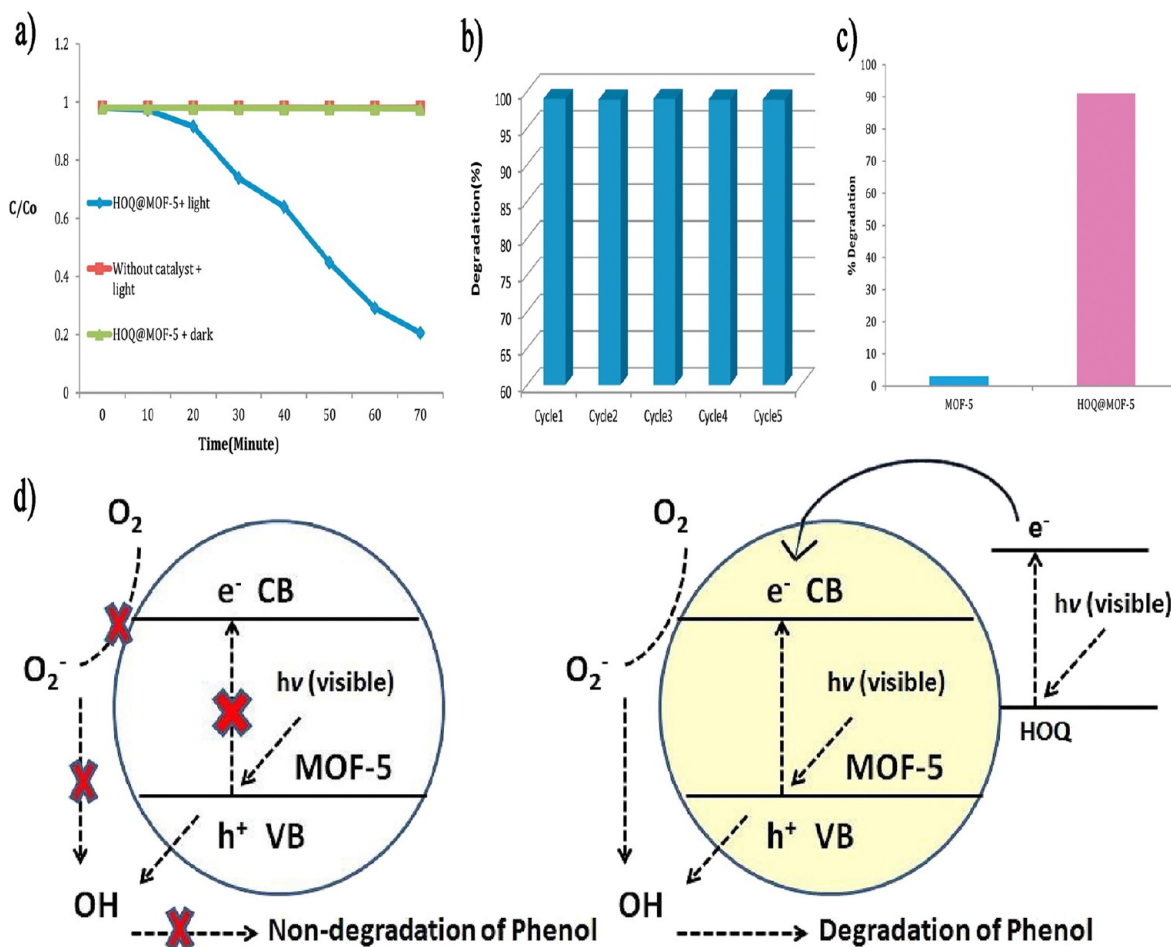 a)
1.2
1
0.8
0.6
0.4
0.2
0
C/Co
HOQ@MOF-5+ light
Without catalyst +
light
HOQ@MOF-5 + dark
0 10 20 30 40 50 60 70
Time(Minute)
b)
100
95
90
85
80
75
70
65
60
Degradation(%)
Cycle1 Cycle2 Cycle3 Cycle4 Cycle5
c)
100
90
80
70
60
50
40
30
20
10
0
% Degradation
MOF-5 HOQ@MOF-5
d)
O2
e- CB
O2-
hν (visible)
MOF-5
h+ VB
OH
Non-degradation of Phenol
O2
e-
e- CB
hν (visible)
O2-
hν (visible)
HOQ
MOF-5
h+ VB
OH
Degradation of Phenol